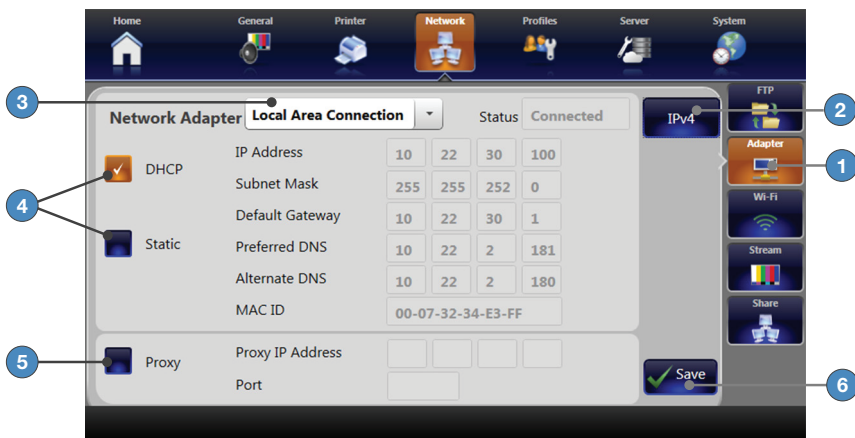 Home General Printer Network Profiles Server System
FTP
3 Network Adapter Local Area Connection Status Connected IPv4 2
Adapter
1
DHCP IP Address 10 22 30 100
Subnet Mask 255 255 252 0
Wi-Fi
4
Default Gateway 10 22 30 1
Static Preferred DNS 10 22 2 181
Stream
Alternate DNS 10 22 2 180
MAC ID 00-07-32-34-E3-FF
Share
5 Proxy Proxy IP Address
Port
Save 6